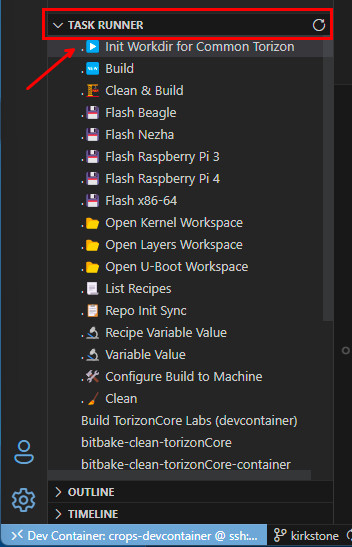 TASK RUNNER
. Init Workdir for Common Torizon
. NEW Build
. Clean & Build
. Flash Beagle
. Flash Nezha
. Flash Raspberry Pi 3
. Flash Raspberry Pi 4
. Flash x86-64
. Open Kernel Workspace
. Open Layers Workspace
. Open U-Boot Workspace
. List Recipes
. Repo Init Sync
. Recipe Variable Value
. Variable Value
. Configure Build to Machine
. Clean
Build TorizonCore Labs (devcontainer)
bitbake-clean-torizonCore
bitbake-clean-torizonCore-container
OUTLINE
TIMELINE
Dev Container: crops-devcontainer @ ssh:... kirkstone